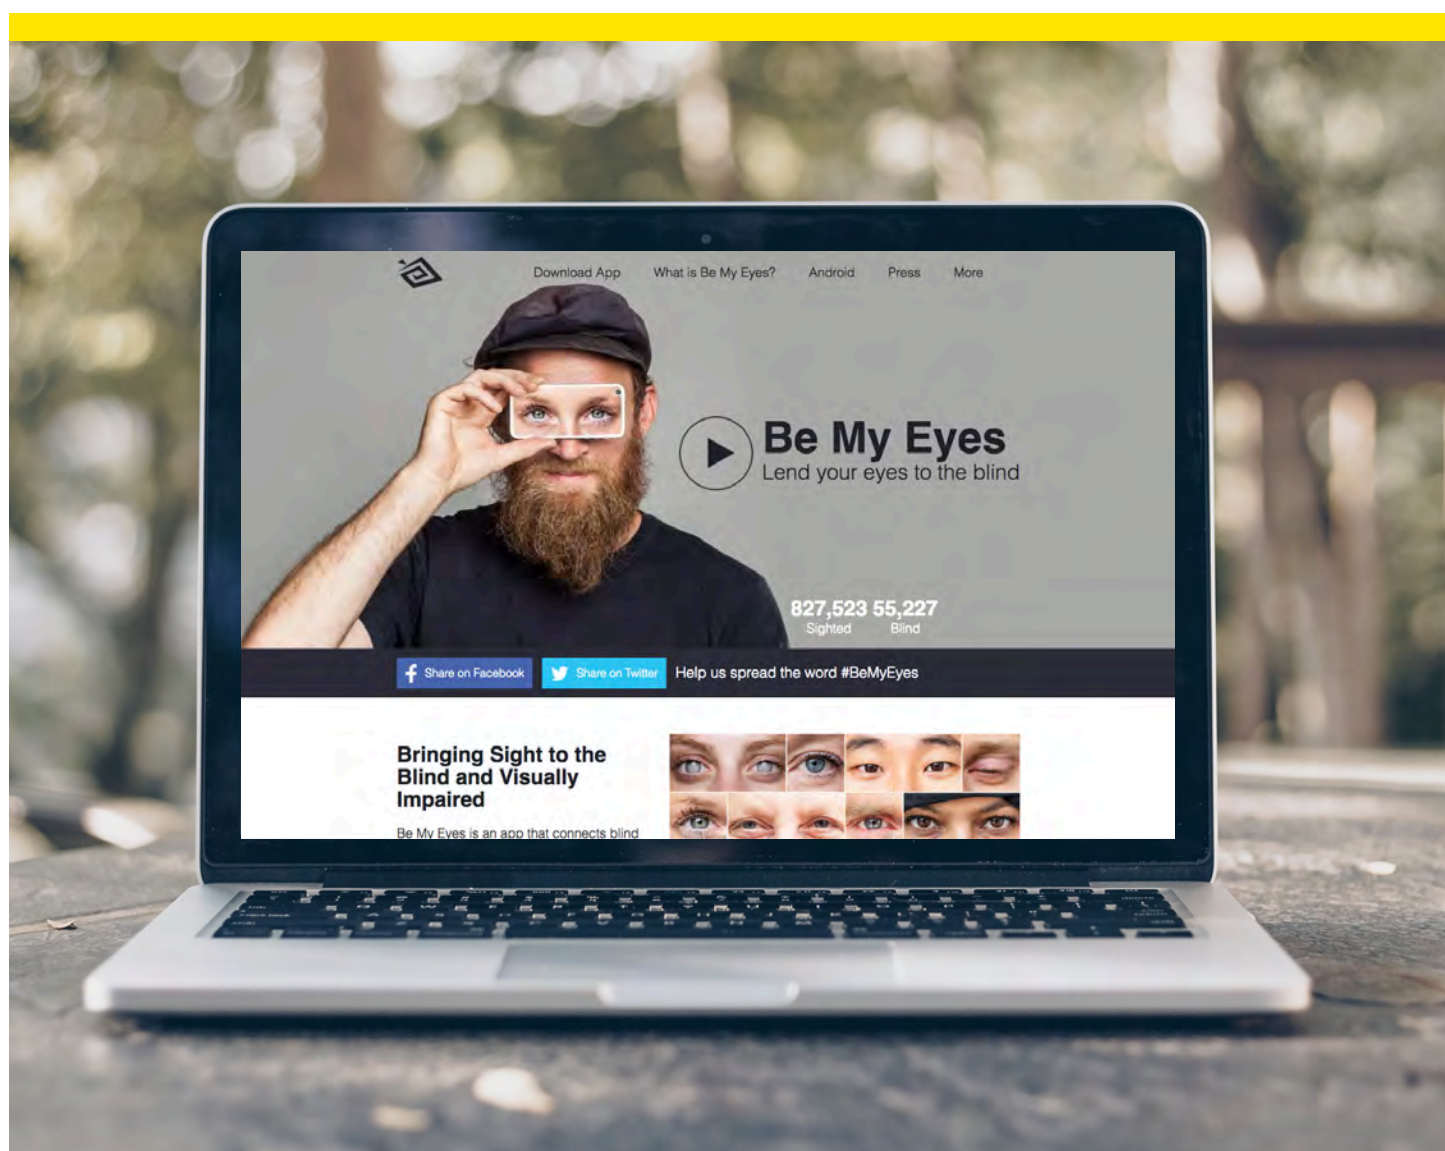 Download App What is Be My Eyes? Android Press More
Be My Eyes
Lend your eyes to the blind
827,523 55,227
Sighted Blind
Share on Facebook Share on Twitter Help us spread the word #BeMyEyes
Bringing Sight to the
Blind and Visually
Impaired
Be My Eyes is an app that connects blind